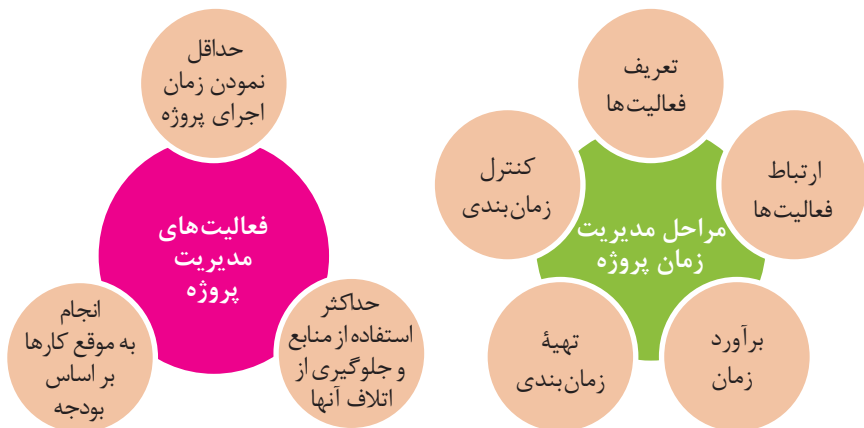 تعریف
فعالیت‌ها
ارتباط
فعالیت‌ها
برآورد
زمان
تهیۀ
زمان‌بندی
کنترل
زمان‌بندی
مراحل مدیریت
زمان پروژه
حداقل
نمودن زمان
اجرای پروژه
حداکثر
استفاده از منابع
و جلوگیری از
اتلاف آنها
انجام
به موقع کارها
بر اساس
بودجه
فعالیت‌های
مدیریت
پروژه